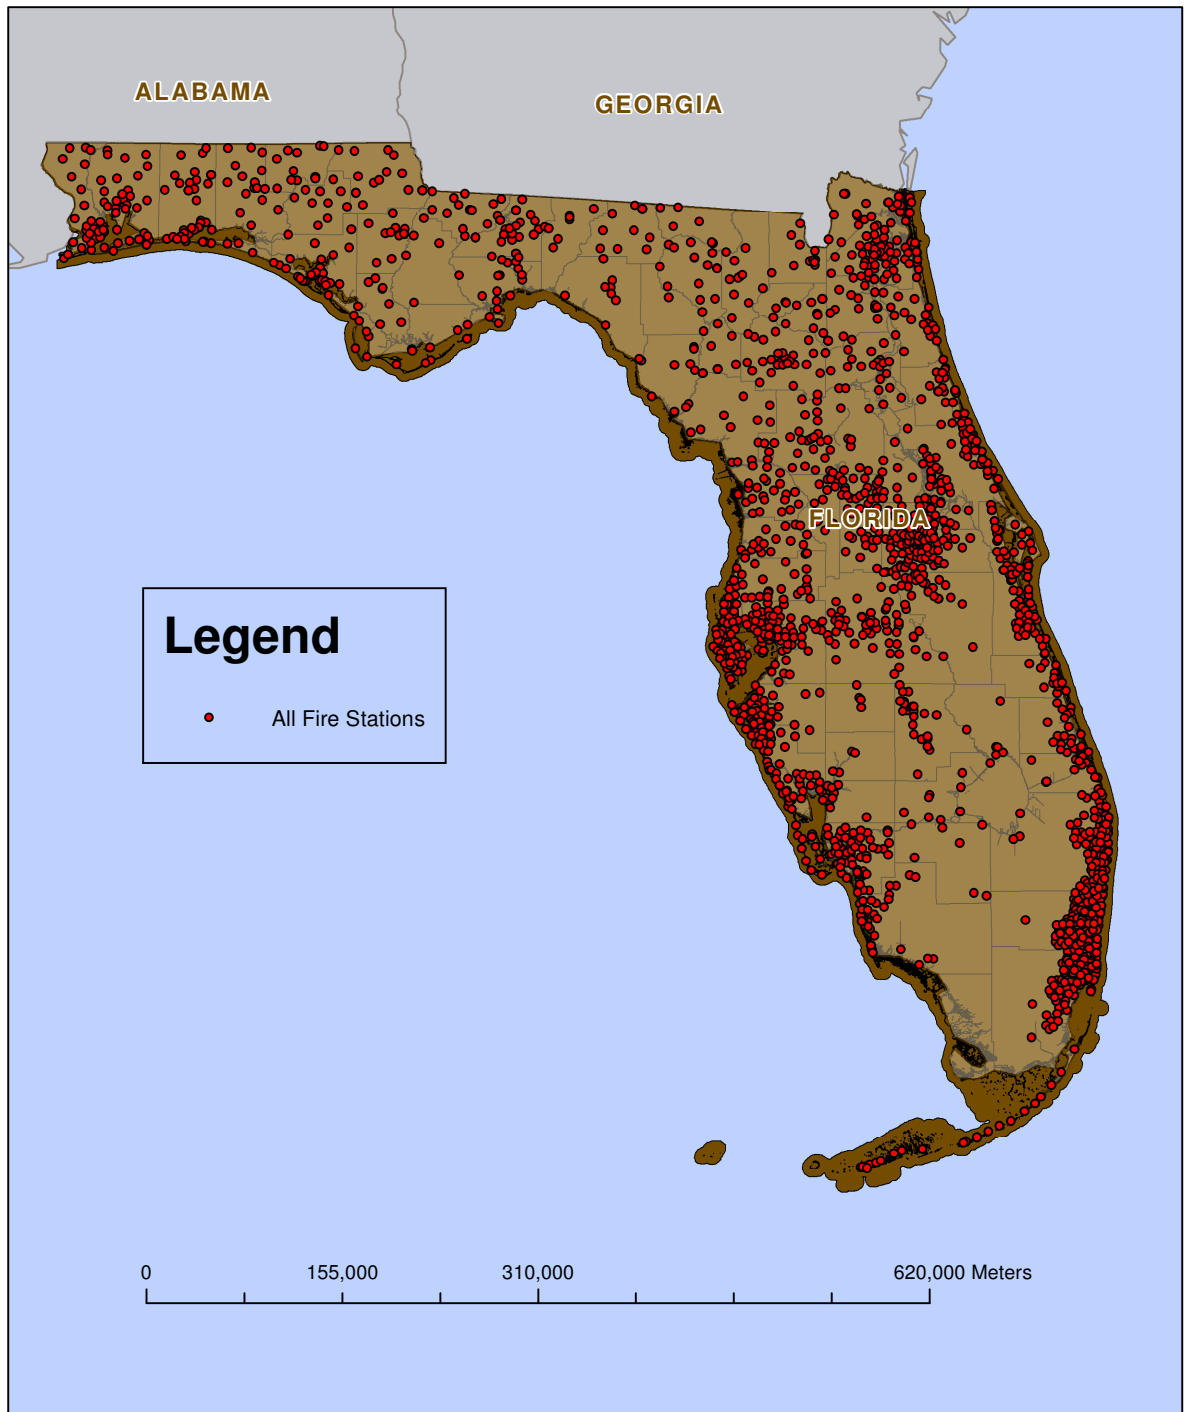 ALABAMA
GEORGIA
FLORIDA
Legend
All Fire Stations
0 155,000 310,000 620,000 Meters